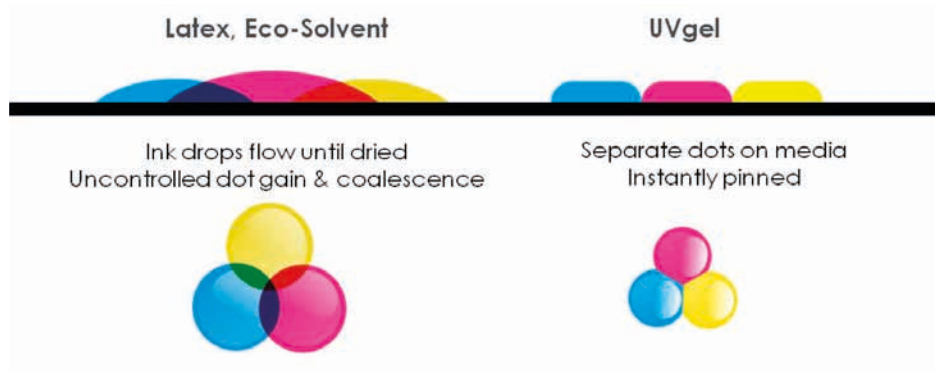 Latex, Eco-Solvent
UVgel
Ink drops flow until dried
Uncontrolled dot gain & coalescence
Separate dots on media
Instantly pinned